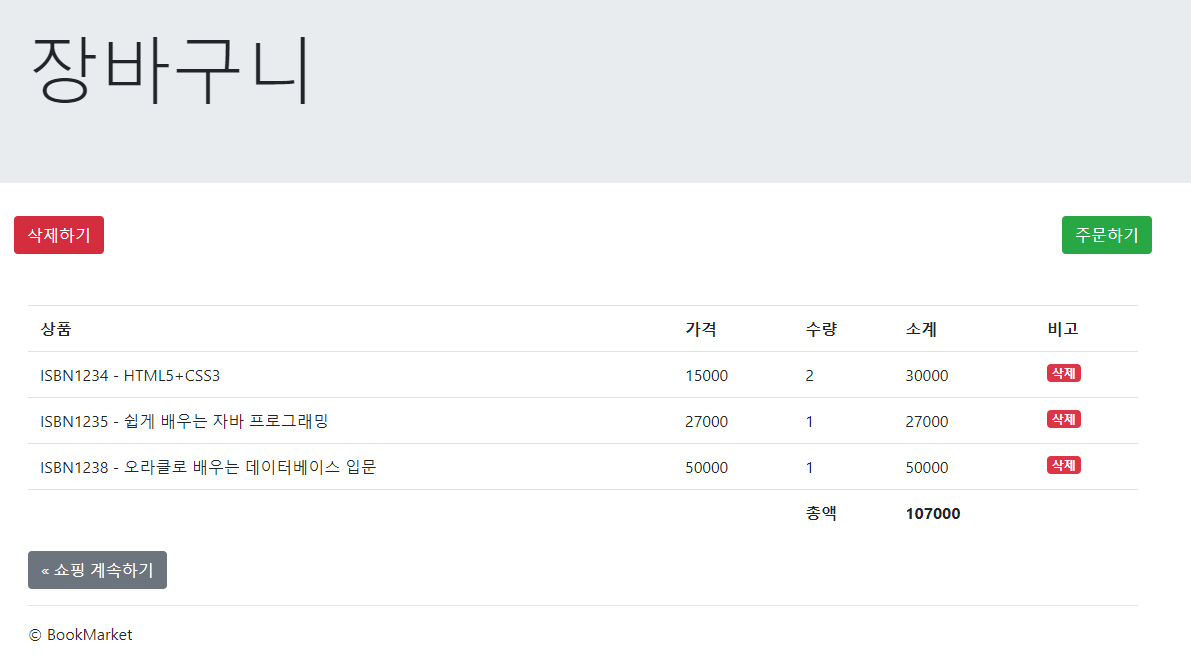 장바구니
삭제하기 주문하기
상품 가격 수량 소계 비고
ISBN1234 - HTML5+CSS3 15000 2 30000 삭제
ISBN1235 - 쉽게 배우는 자바 프로그래밍 27000 1 27000 삭제
ISBN1238 - 오라클로 배우는 데이터베이스 입문 50000 1 50000 삭제
총액 107000
« 쇼핑 계속하기
© BookMarket